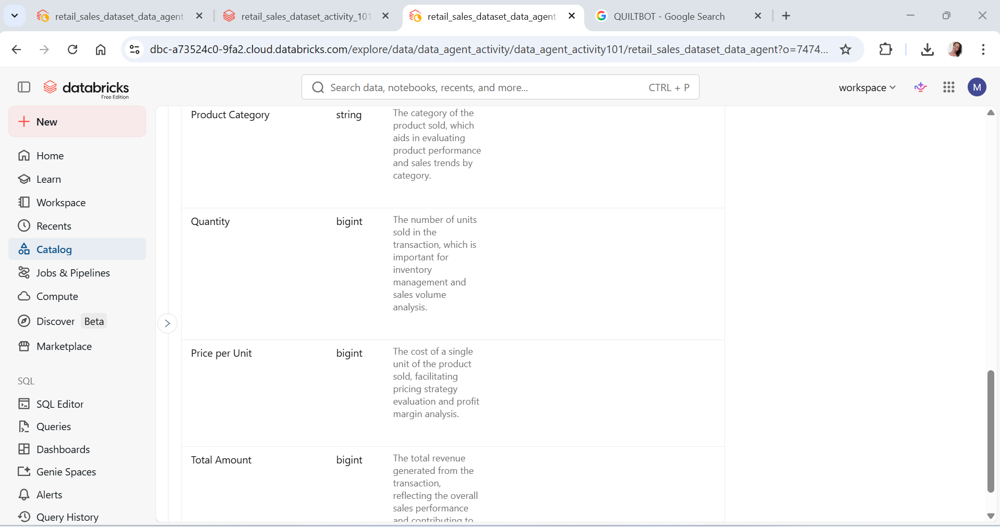 retail_sales_dataset_data_agent
retail_sales_dataset_activity_101
retail_sales_dataset_data_agent
QUILTBOT - Google Search
dbc-a73524c0-9fa2.cloud.databricks.com/explore/data/data_agent_activity/data_agent_activity101/retail_sales_dataset_data_agent?o=7474...
databricks
Free Edition
Search data, notebooks, recents, and more...
CTRL + P
workspace
M
New
Home
Learn
Workspace
Recents
Catalog
Jobs & Pipelines
Compute
Discover Beta
Marketplace
SQL
SQL Editor
Queries
Dashboards
Genie Spaces
Alerts
Query History
Product Category
string
The category of the
product sold, which
aids in evaluating
product performance
and sales trends by
category.
Quantity
bigint
The number of units
sold in the
transaction, which is
important for
inventory
management and
sales volume
analysis.
Price per Unit
bigint
The cost of a single
unit of the product
sold, facilitating
pricing strategy
evaluation and profit
margin analysis.
Total Amount
bigint
The total revenue
generated from the
transaction,
reflecting the overall
sales performance
and contributing to